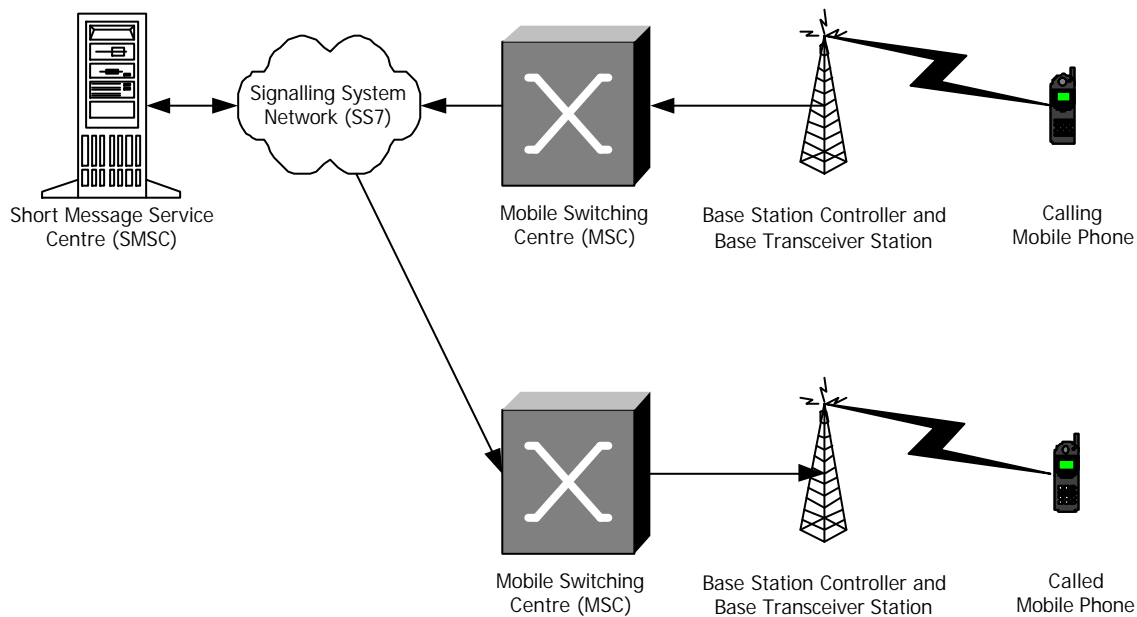 Signalling System
Network (SS7)
Short Message Service
Centre (SMSC)
Mobile Switching
Centre (MSC)
Base Station Controller and
Base Transceiver Station
Calling
Mobile Phone
Mobile Switching
Centre (MSC)
Base Station Controller and
Base Transceiver Station
Called
Mobile Phone